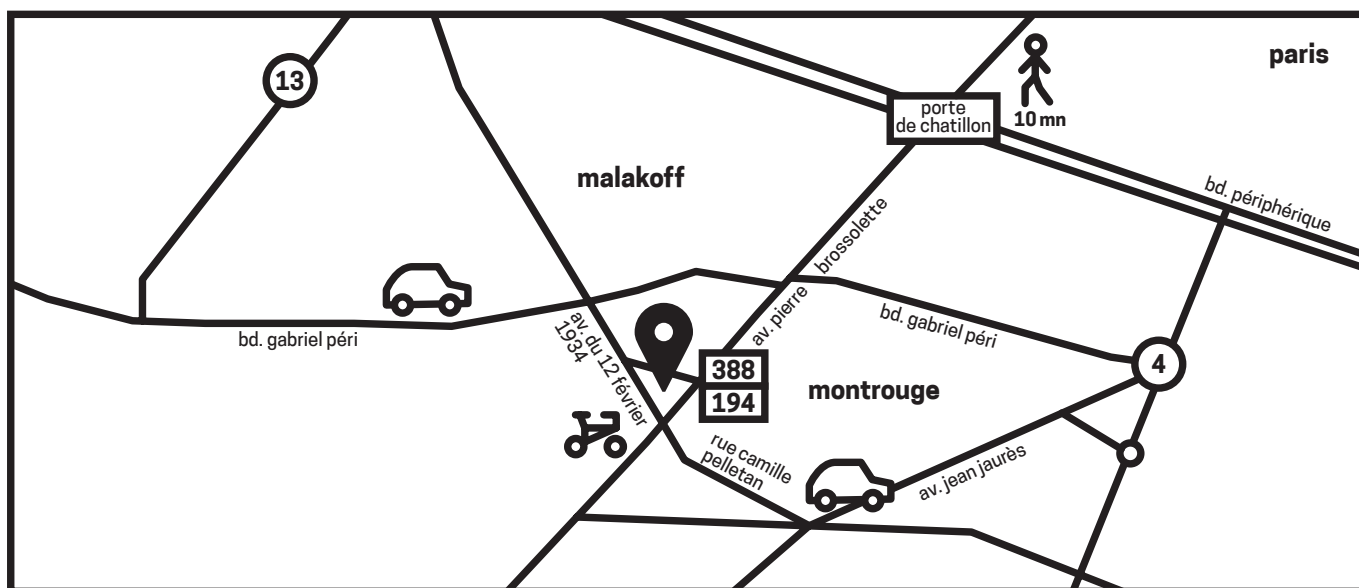 paris
13
porte
de chatillon
10 mn
malakoff
bd. périphérique
brossolette
av. pierre
bd. gabriel péri
bd. gabriel péri
av. du 12 février
1934
388
194
4
montrouge
rue camille
pelletan
av. jean jaurès